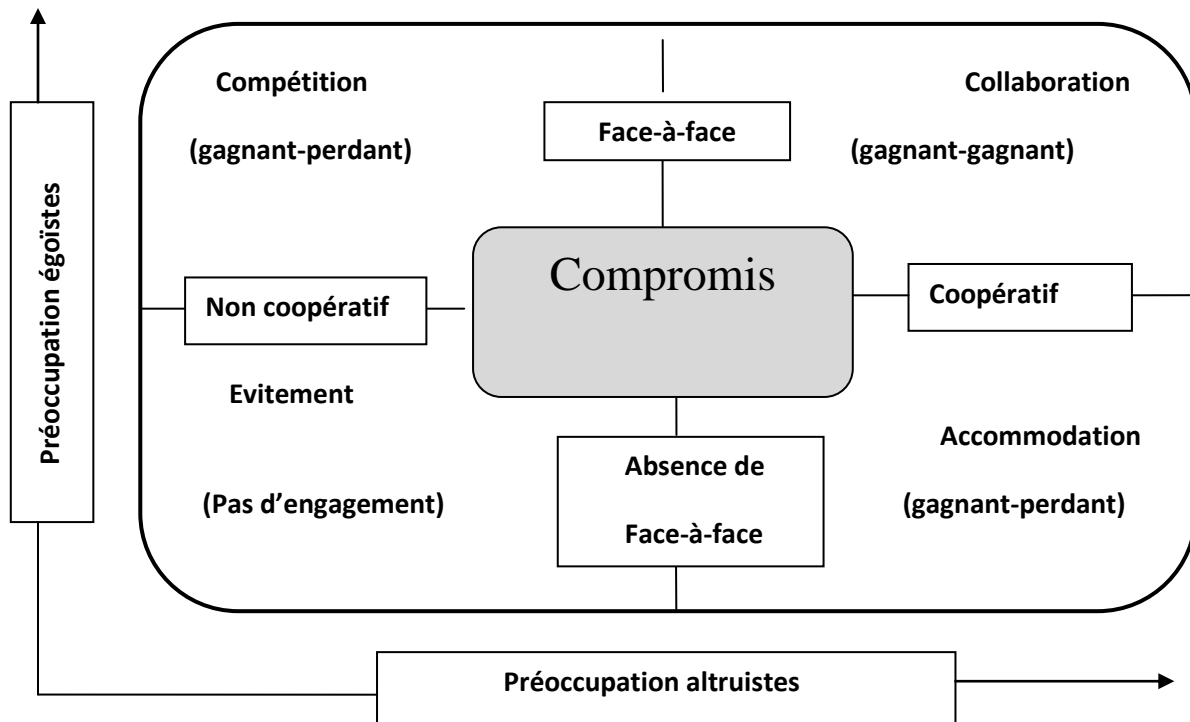 Compétition
Collaboration
Face-à-face
(gagnant-perdant)
(gagnant-gagnant)
Préoccupation égoïstes
Compromis
Non coopératif
Coopératif
Evitement
Accommodation
Absence de
Face-à-face
(Pas d’engagement)
(gagnant-perdant)
Préoccupation altruistes